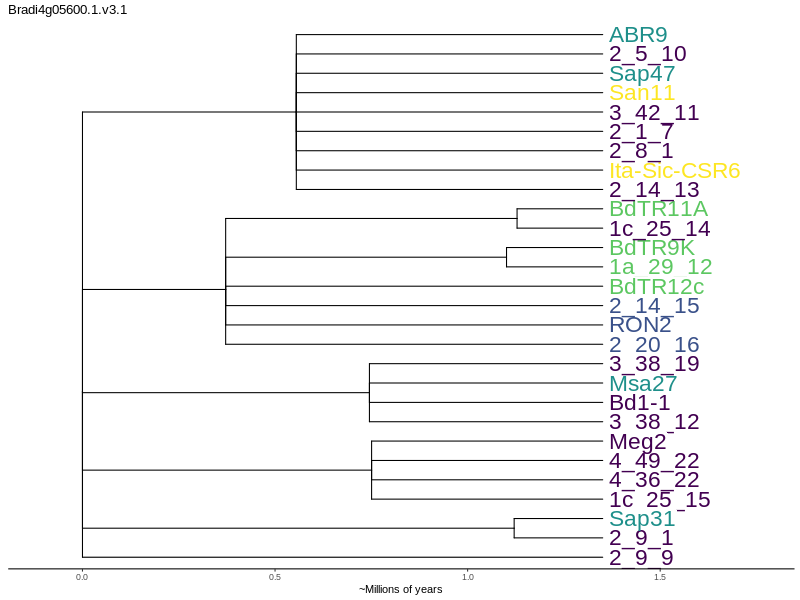 Bradi4g05600.1.v3.1
ABR9
2_5_10
Sap47
San11
3_42_11
2_1_7
2_8_1
Ita-Sic-CSR6
2_14_13
BdTR11A
1c_25_14
BdTR9K
1a_29_12
BdTR12c
2_14_15
RON2
2_20_16
3_38_19
Msa27
Bd1-1
3_38_12
Meg2
4_49_22
4_36_22
1c_25_15
Sap31
2_9_1
2_9_9
0.0 0.5 1.0 1.5
~Millions of years